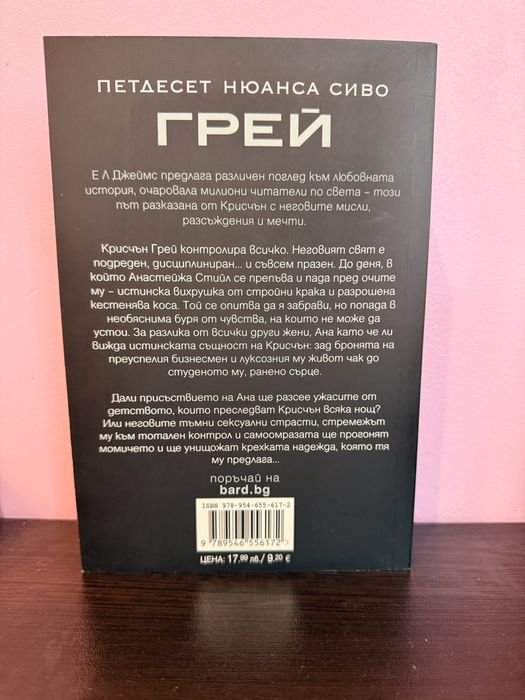 ПЕТДЕСЕТ НЮАНСА СИВО
ГРЕЙ
Е Л Джеймс предлага различен поглед към любовната
история, очаровала милиони читатели по света – този
път разказана от Крисчън с неговите мисли,
разсъждения и мечти.
Крисчън Грей контролира всичко. Неговият свят е
подреден, дисциплиниран... и съвсем празен. До деня, в
който Анастейжа Стийл се препъва и пада пред очите
му – истинска вихрушка от стройни крака и разрошена
кестенява коса. Той се опитва да я забрави, но попада в
необяснима буря от чувства, на които не може да
устои. За разлика от всички други жени, Ана като че ли
вижда истинската същност на Крисчън: зад бронята на
преуспелия бизнесмен и луксозния му живот чак до
студеното му, ранено сърце.
Дали присъствието на Ана ще разсее ужасите от
детството, които преследват Крисчън всяка нощ?
Или неговите тъмни сексуални страсти, стремежът
му към тотален контрол и самоомразата ще прогонят
момичето и ще унищожат крехката надежда, която тя
му предлага...
поръчай на
bard.bg
ISBN 978-954-655-617-2
9 789546 556172 >
ЦЕНА: 17,99 лв./ 9,20 €